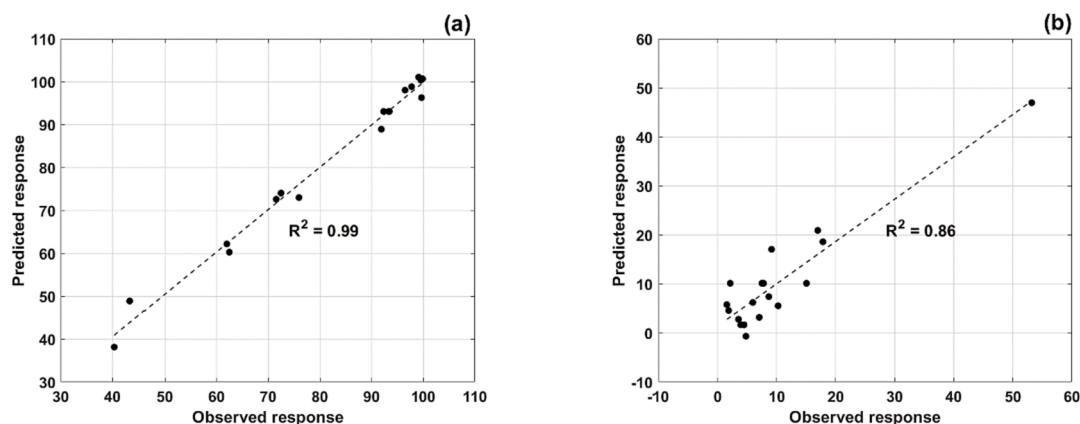 (a)
110
100
90
80
70
60
50
40
30
Predicted response
R² = 0.99
30 40 50 60 70 80 90 100 110
Observed response
(b)
60
50
40
30
20
10
0
-10
Predicted response
R² = 0.86
-10 0 10 20 30 40 50 60
Observed response